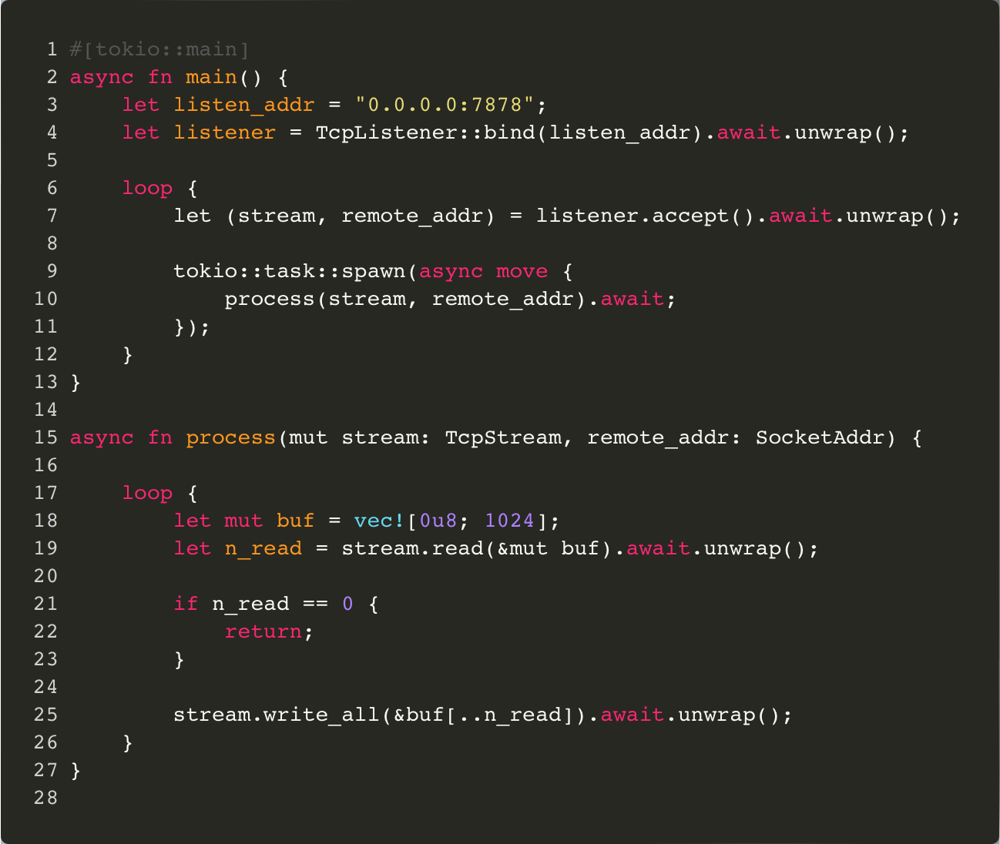 1 #[tokio::main]
2 async fn main() {
3     let listen_addr = "0.0.0.0:7878";
4     let listener = TcpListener::bind(listen_addr).await.unwrap();
5
6     loop {
7         let (stream, remote_addr) = listener.accept().await.unwrap();
8
9         tokio::task::spawn(async move {
10             process(stream, remote_addr).await;
11         });
12     }
13 }
14
15 async fn process(mut stream: TcpStream, remote_addr: SocketAddr) {
16
17     loop {
18         let mut buf = vec![0u8; 1024];
19         let n_read = stream.read(&mut buf).await.unwrap();
20
21         if n_read == 0 {
22             return;
23         }
24
25         stream.write_all(&buf[..n_read]).await.unwrap();
26     }
27 }
28